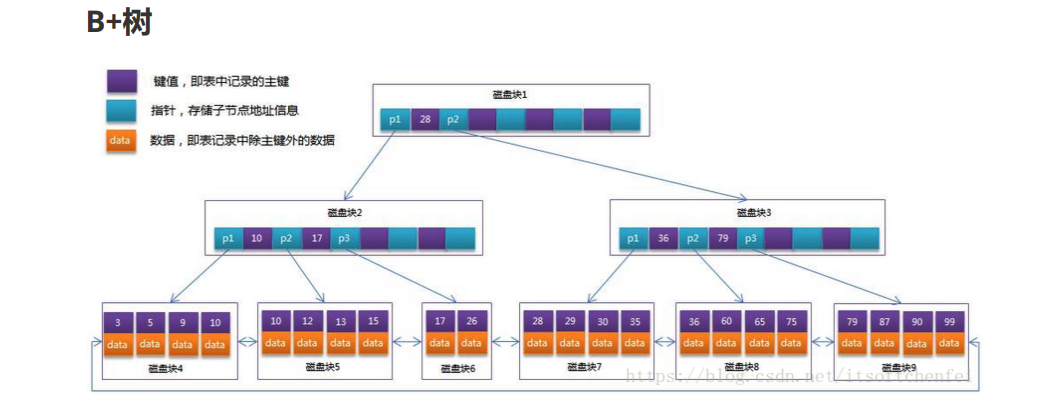 B+树
键值，即表中记录的主键
指针，存储子节点地址信息
data 数据，即表记录中除主键外的数据
磁盘块1
p1 28 p2
磁盘块2
p1 10 p2 17 p3
磁盘块3
p1 36 p2 79 p3
3 5 9 10
data data data data
磁盘块4
10 12 13 15
data data data data
磁盘块5
17 26
data data
磁盘块6
28 29 30 35
data data data data
磁盘块7
36 60 65 75
data data data data
磁盘块8
79 87 90 99
data data data data
磁盘块9
https://blog.csdn.net/itsoftchenfei